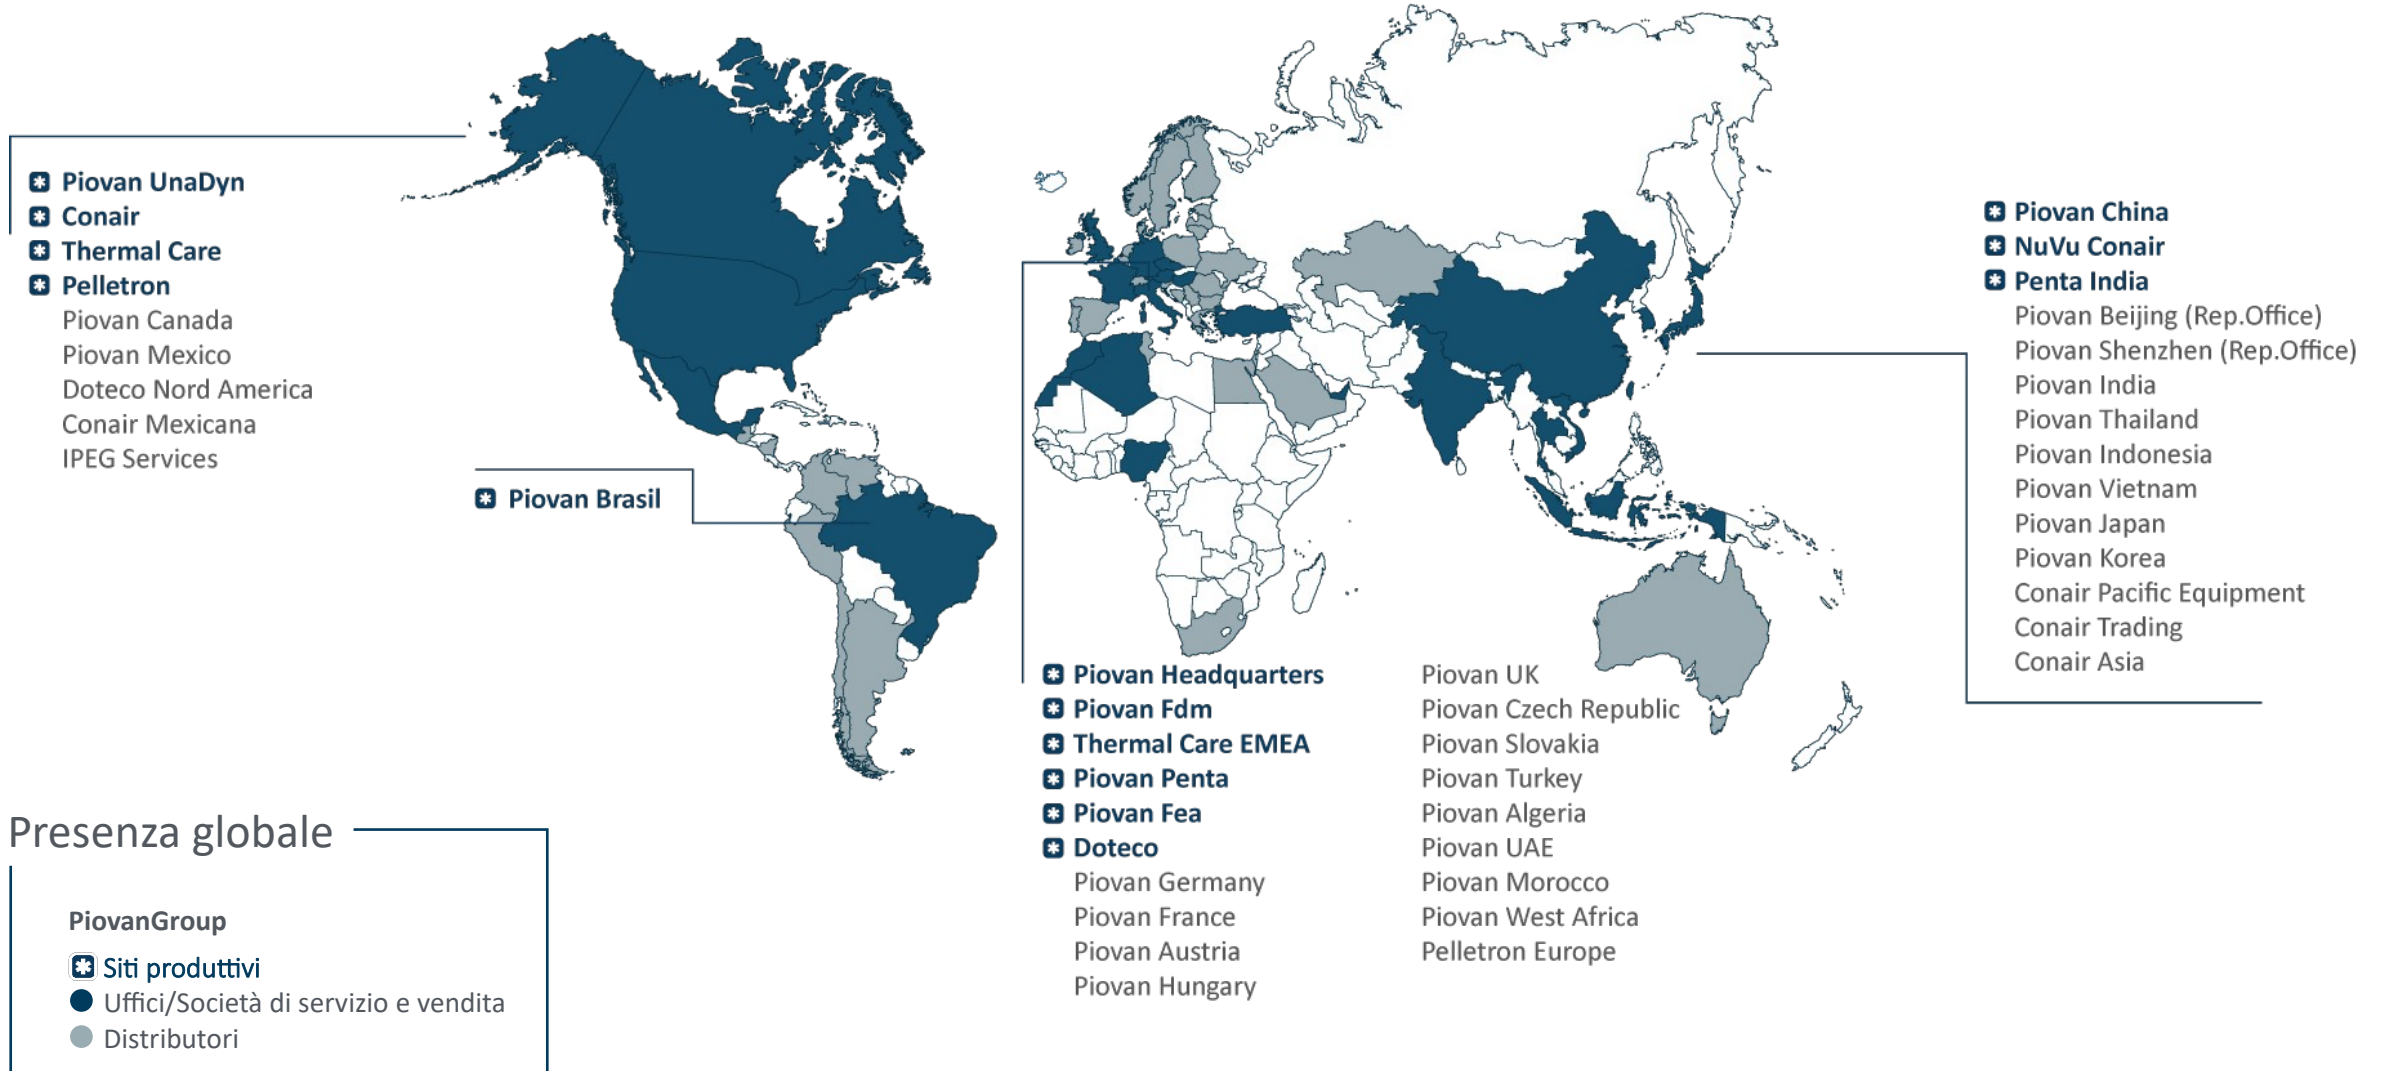 Piovan UnaDyn
Conair
Thermal Care
Pelletron
Piovan Canada
Piovan Mexico
Doteco Nord America
Conair Mexicana
IPEG Services
Piovan Brasil
Piovan Headquarters
Piovan Fdm
Thermal Care EMEA
Piovan Penta
Piovan Fea
Doteco
Piovan Germany
Piovan France
Piovan Austria
Piovan Hungary
Piovan UK
Piovan Czech Republic
Piovan Slovakia
Piovan Turkey
Piovan Algeria
Piovan UAE
Piovan Morocco
Piovan West Africa
Pelletron Europe
Piovan China
NuVu Conair
Penta India
Piovan Beijing (Rep.Office)
Piovan Shenzhen (Rep.Office)
Piovan India
Piovan Thailand
Piovan Indonesia
Piovan Vietnam
Piovan Japan
Piovan Korea
Conair Pacific Equipment
Conair Trading
Conair Asia
Presenza globale
PiovanGroup
Siti produttivi
Uffici/Società di servizio e vendita
Distributori